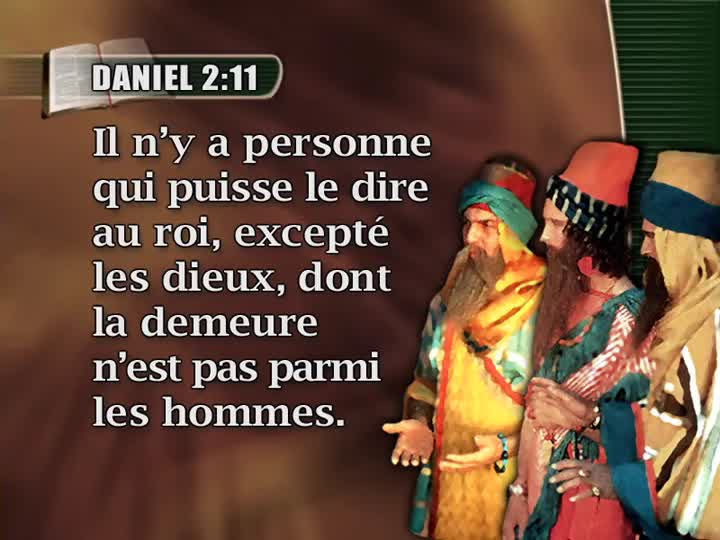 DANIEL 2:11
Il n'y a personne
qui puisse le dire
au roi, excepté
les dieux, dont
la demeure
n'est pas parmi
les hommes.